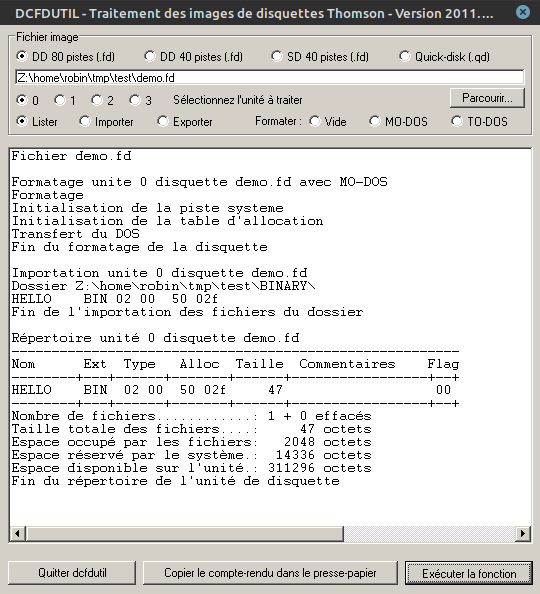 DCFDUTIL - Traitement des images de disquettes Thomson - Version 2011....
Fichier image
DD 80 pistes (.fd) DD 40 pistes (.fd) SD 40 pistes (.fd) Quick-disk (.qd)
Z:\home\robin\tmp\test\demo.fd
0 1 2 3 Sélectionnez l'unité à traiter Parcourir...
Lister Importer Exporter Formater : Vide MO-DOS TO-DOS
Fichier demo.fd
Formatage unite 0 disquette demo.fd avec MO-DOS
Formatage
Initialisation de la piste systeme
Initialisation de la table d'allocation
Transfert du DOS
Fin du formatage de la disquette
Importation unite 0 disquette demo.fd
Dossier Z:\home\robin\tmp\test\BINARY\
HELLO    BIN 02 00  50 02f
Fin de l'importation des fichiers du dossier
Répertoire unité 0 disquette demo.fd
---------------------------------------------------------
Nom      Ext  Type   Alloc  Taille  Commentaires    Flag
--------+---+------+-------+------+-----------------+--+
HELLO    BIN  02 00  50 02f     47                   00
--------+---+------+-------+------+-----------------+--+
Nombre de fichiers............: 1 + 0 effacés
Taille totale des fichiers....:     47 octets
Espace occupé par les fichiers:   2048 octets
Espace réservé par le système.:  14336 octets
Espace disponible sur l'unité.: 311296 octets
Fin du répertoire de l'unité de disquette
Quitter dcfdutil Copier le compte-rendu dans le presse-papier Exécuter la fonction